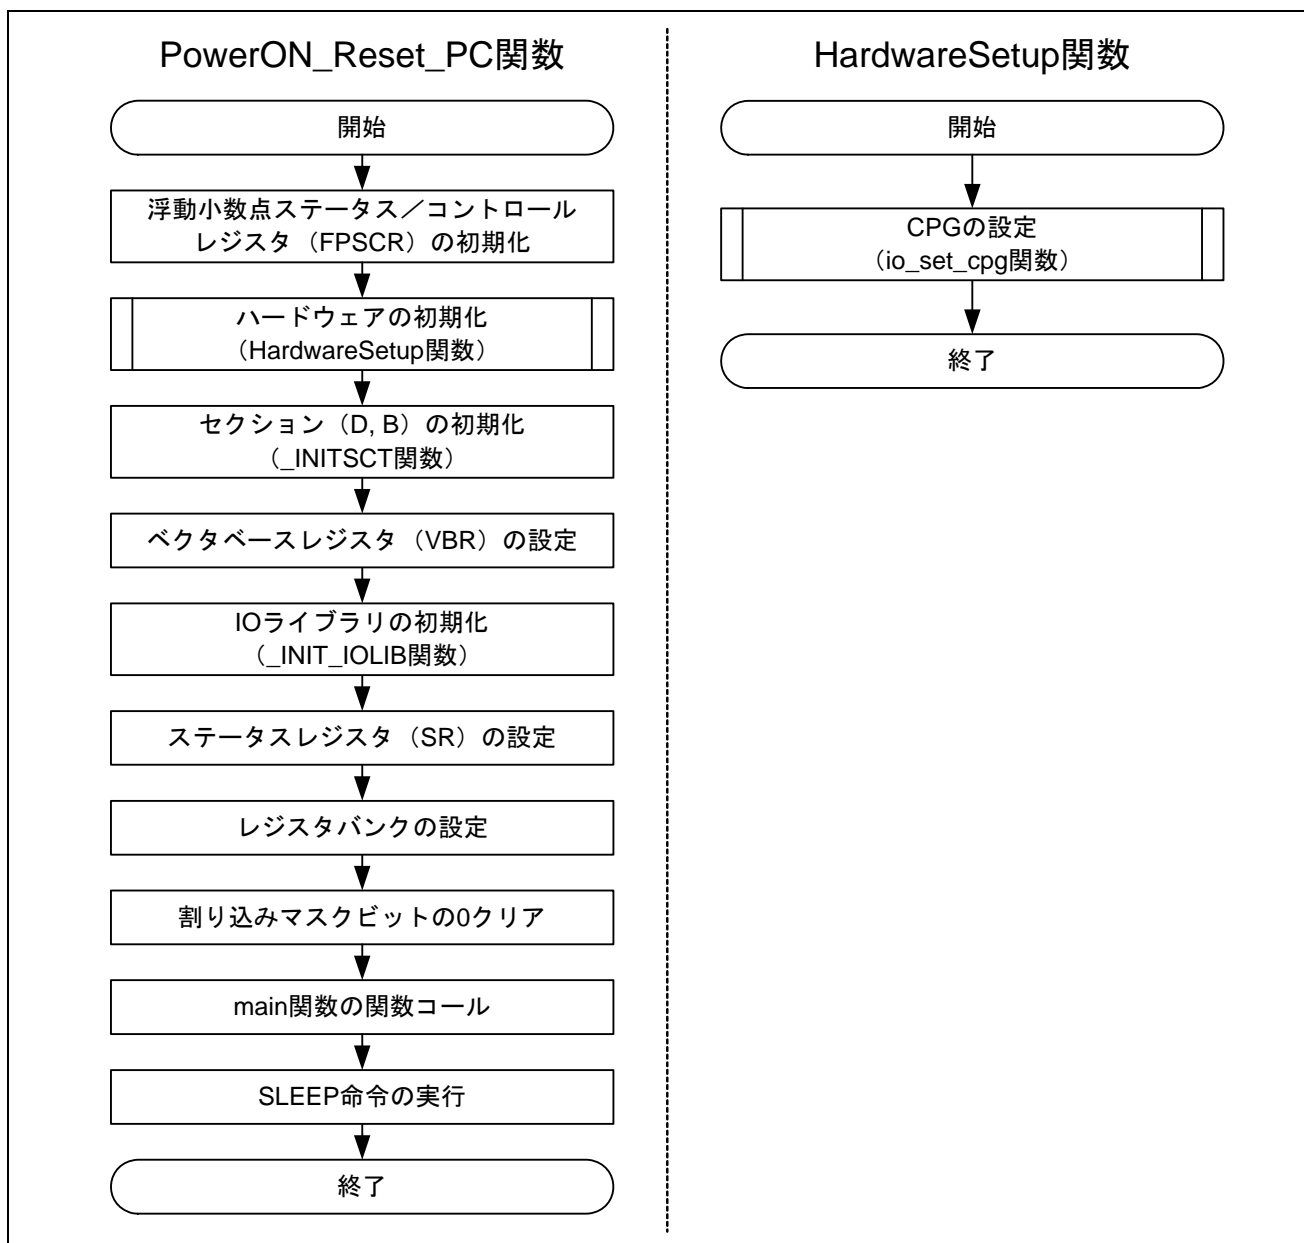 PowerON_Reset_PC関数
開始
浮動小数点ステータス／コントロール
レジスタ（FPSCR）の初期化
ハードウェアの初期化
（HardwareSetup関数）
セクション（D, B）の初期化
（_INITSCT関数）
ベクタベースレジスタ（VBR）の設定
IOライブラリの初期化
（_INIT_IOLIB関数）
ステータスレジスタ（SR）の設定
レジスタバンクの設定
割り込みマスクビットの0クリア
main関数の関数コール
SLEEP命令の実行
終了
HardwareSetup関数
開始
CPGの設定
（io_set_cpg関数）
終了